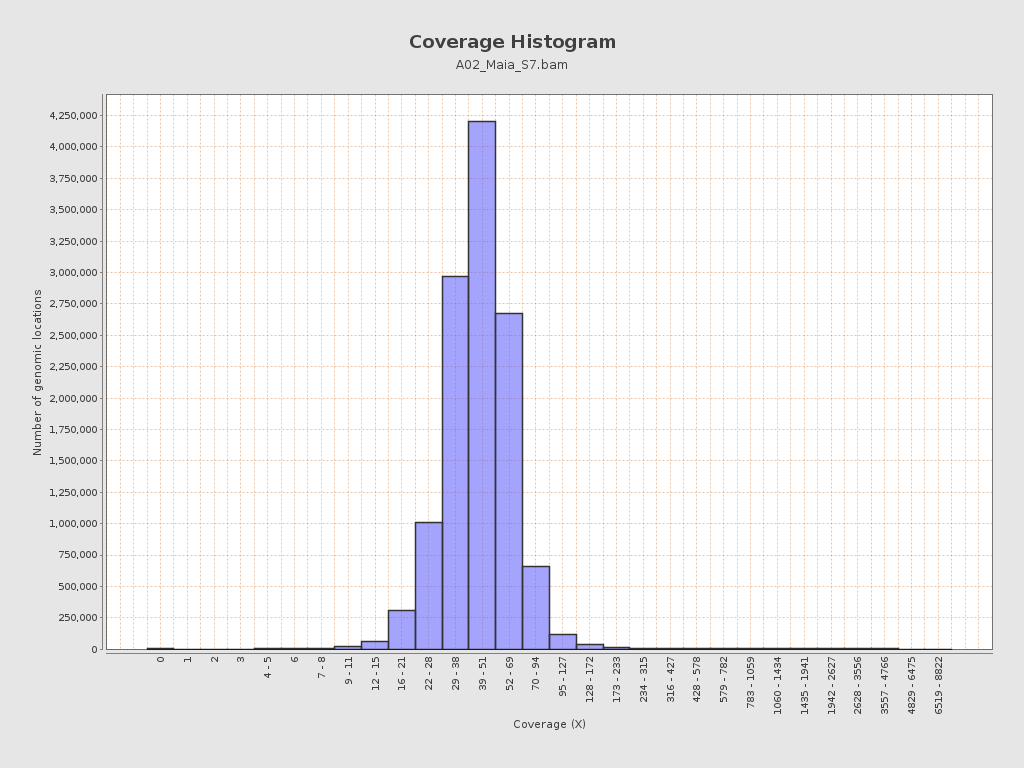 Coverage Histogram
A02_Maia_S7.bam
Number of genomic locations
4,250,000
4,000,000
3,750,000
3,500,000
3,250,000
3,000,000
2,750,000
2,500,000
2,250,000
2,000,000
1,750,000
1,500,000
1,250,000
1,000,000
750,000
500,000
250,000
0
0
1
2
3
4 - 5
6
7 - 8
9 - 11
12 - 15
16 - 21
22 - 28
29 - 38
39 - 51
52 - 69
70 - 94
95 - 127
128 - 172
173 - 233
234 - 315
316 - 427
428 - 578
579 - 782
783 - 1059
1060 - 1434
1435 - 1941
1942 - 2627
2628 - 3556
3557 - 4766
4829 - 6475
6519 - 8822
Coverage (X)